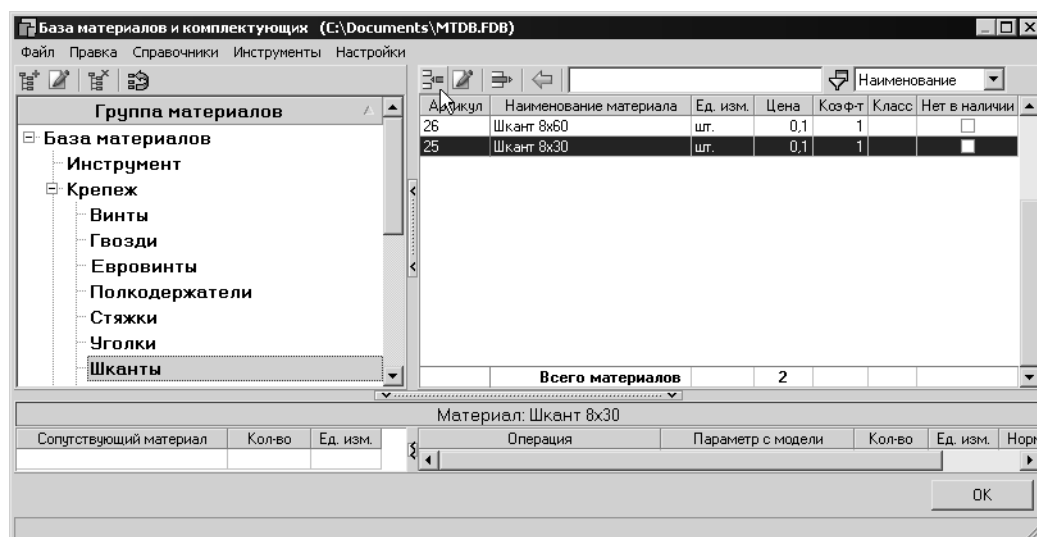 База материалов и комплектующих (C:\Documents\MTDB.FDB)
Файл Правка Справочники Инструменты Настройки
Наименование
Группа материалов
База материалов
Инструмент
Крепеж
Винты
Гвозди
Евровинты
Полкодержатели
Стяжки
Уголки
Шканты
Артикул Наименование материала Ед. изм. Цена Коэф-т Класс Нет в наличии
26 Шкант 8x60 шт. 0,1 1
25 Шкант 8x30 шт. 0,1 1
Всего материалов 2
Материал: Шкант 8x30
Сопутствующий материал Кол-во Ед. изм.
Операция Параметр с модели Кол-во Ед. изм.
OK